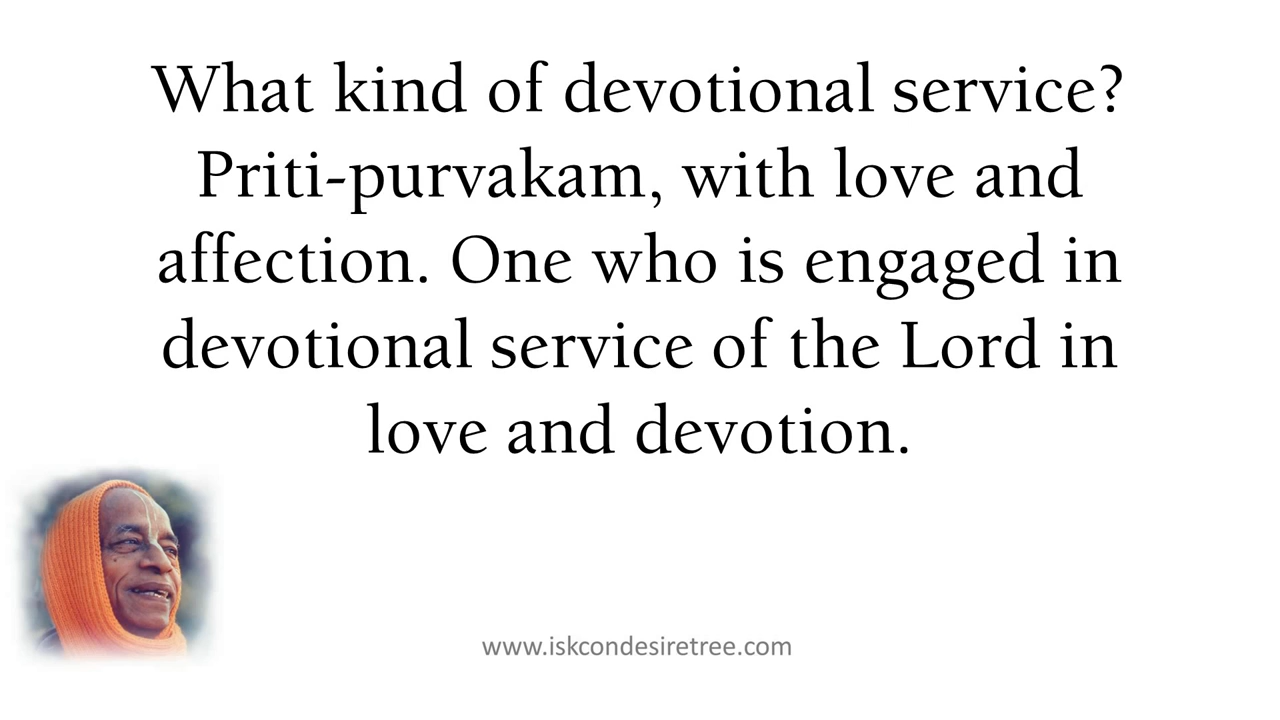 What kind of devotional service?
Priti-purvakam, with love and
affection. One who is engaged in
devotional service of the Lord in
love and devotion.
www.iskcondesiretree.com